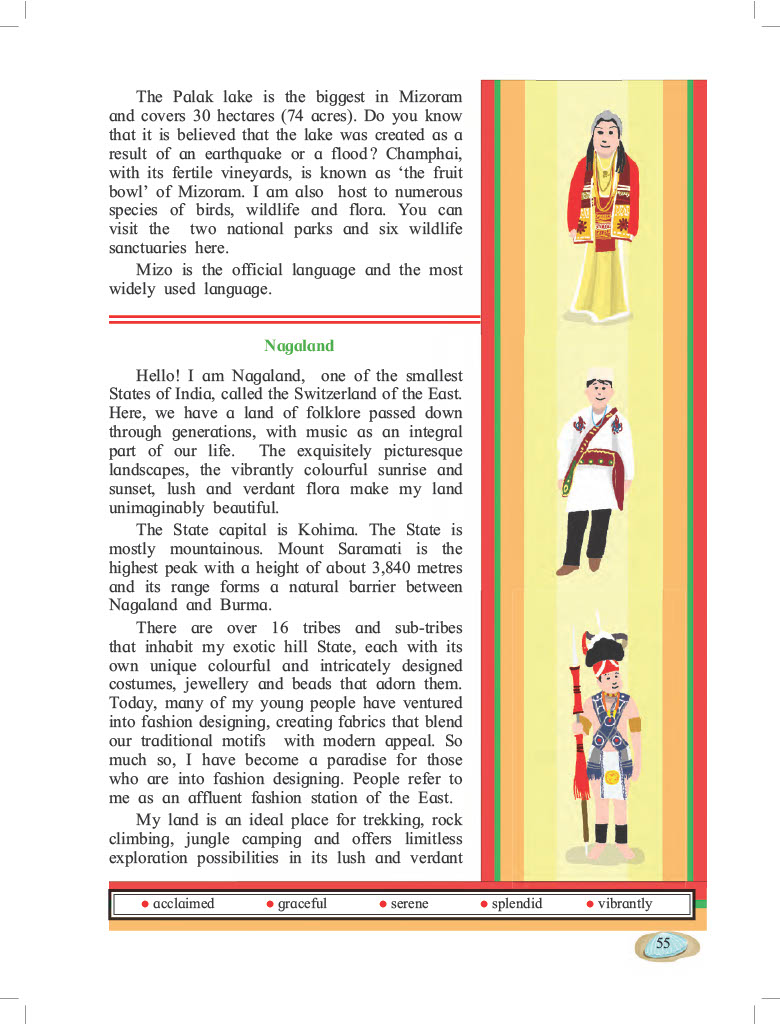 The Palak lake is the biggest in Mizoram
and covers 30 hectares (74 acres). Do you know
that it is believed that the lake was created as a
result of an earthquake or a flood? Champhai,
with its fertile vineyards, is known as ‘the fruit
bowl’ of Mizoram. I am also host to numerous
species of birds, wildlife and flora. You can
visit the two national parks and six wildlife
sanctuaries here.
Mizo is the official language and the most
widely used language.
Nagaland
Hello! I am Nagaland, one of the smallest
States of India, called the Switzerland of the East.
Here, we have a land of folklore passed down
through generations, with music as an integral
part of our life. The exquisitely picturesque
landscapes, the vibrantly colourful sunrise and
sunset, lush and verdant flora make my land
unimaginably beautiful.
The State capital is Kohima. The State is
mostly mountainous. Mount Saramati is the
highest peak with a height of about 3,840 metres
and its range forms a natural barrier between
Nagaland and Burma.
There are over 16 tribes and sub-tribes
that inhabit my exotic hill State, each with its
own unique colourful and intricately designed
costumes, jewellery and beads that adorn them.
Today, many of my young people have ventured
into fashion designing, creating fabrics that blend
our traditional motifs with modern appeal. So
much so, I have become a paradise for those
who are into fashion designing. People refer to
me as an affluent fashion station of the East.
My land is an ideal place for trekking, rock
climbing, jungle camping and offers limitless
exploration possibilities in its lush and verdant
• acclaimed • graceful • serene • splendid • vibrantly
55